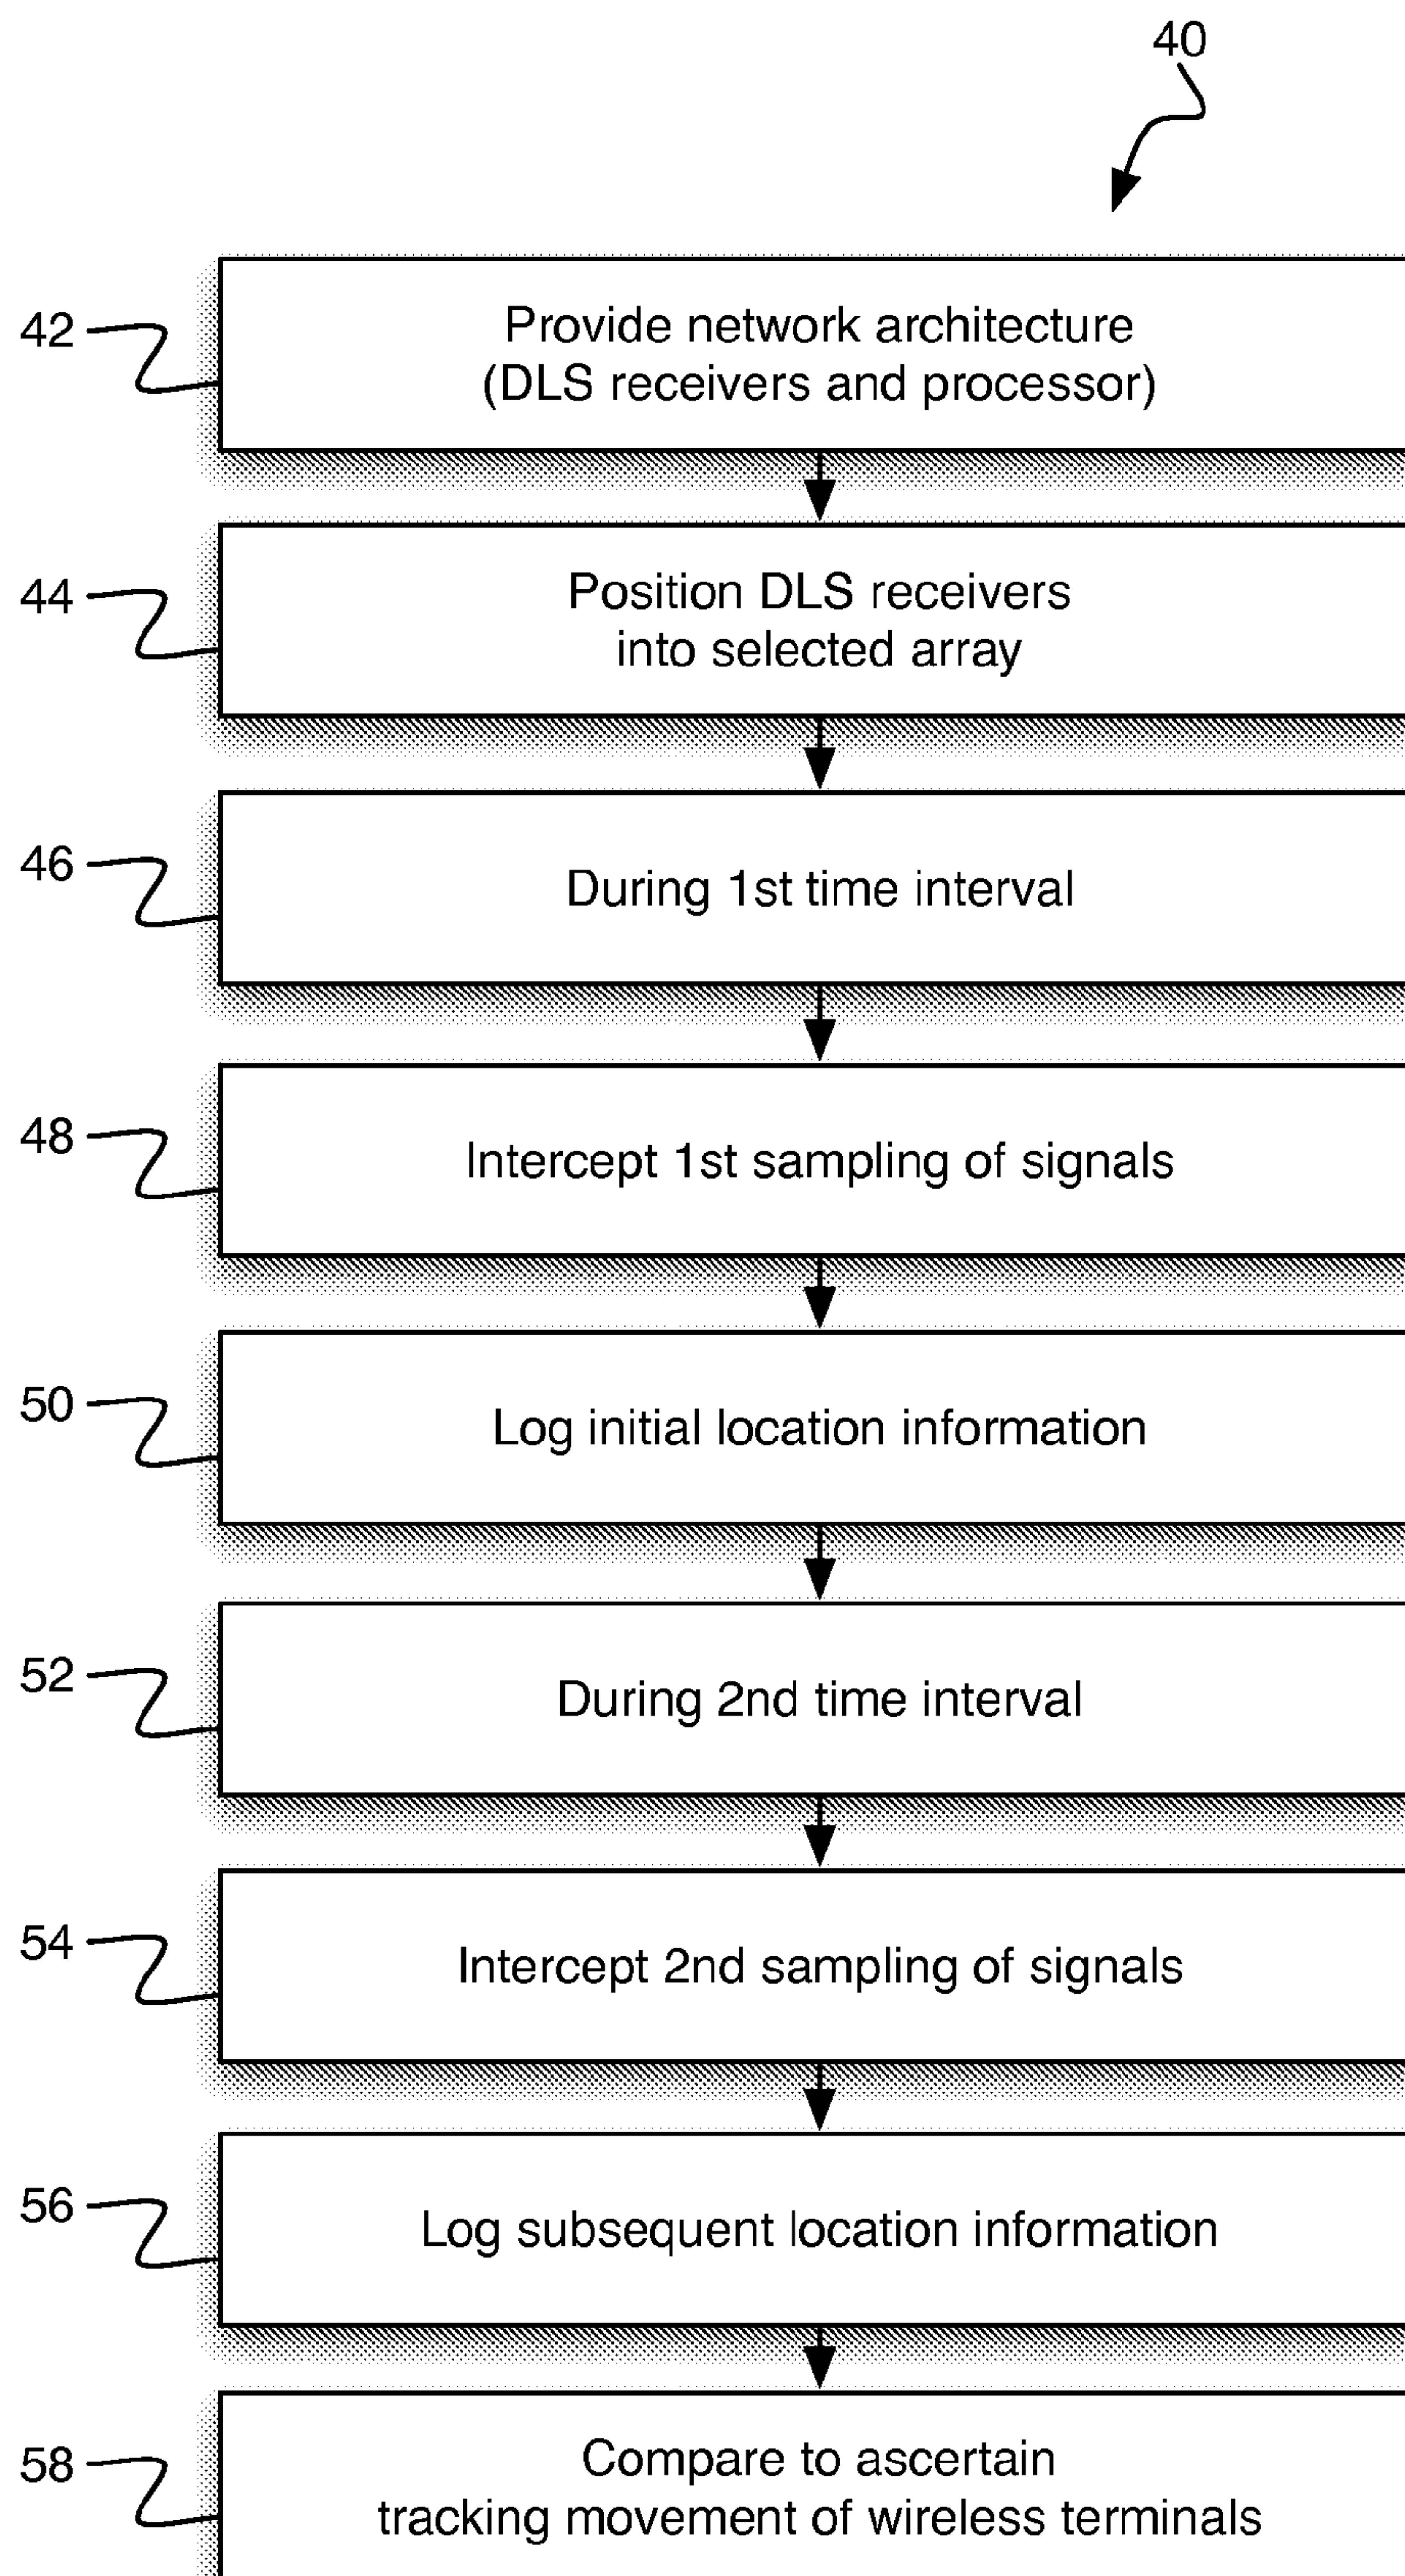 40
42
Provide network architecture
(DLS receivers and processor)
44
Position DLS receivers
into selected array
46
During 1st time interval
48
Intercept 1st sampling of signals
50
Log initial location information
52
During 2nd time interval
54
Intercept 2nd sampling of signals
56
Log subsequent location information
58
Compare to ascertain
tracking movement of wireless terminals